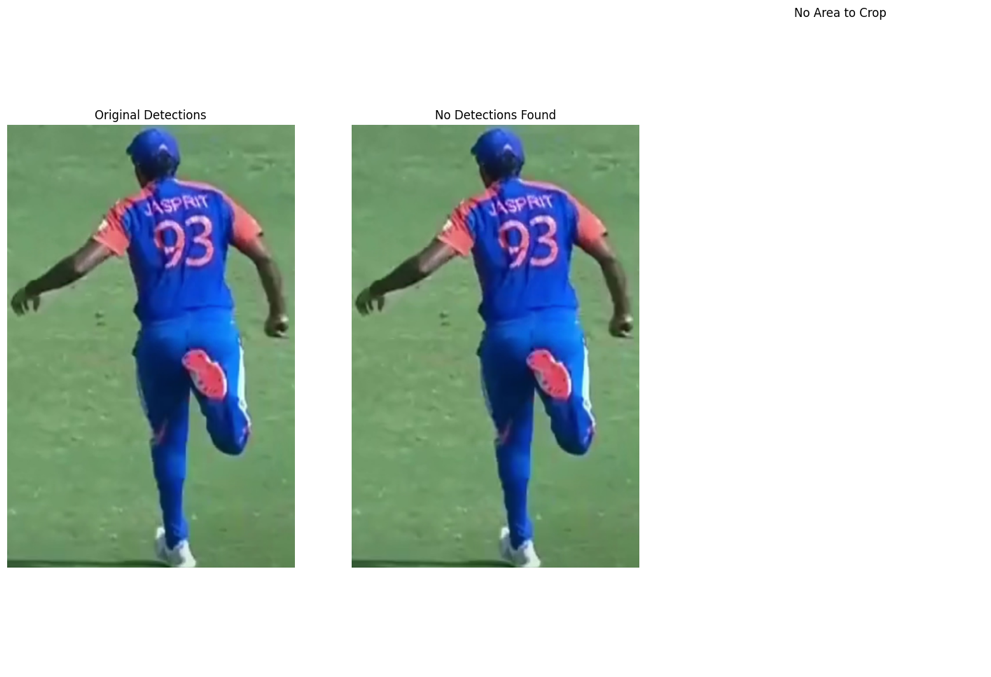 No Area to Crop
Original Detections
No Detections Found
JASPRIT
93
JASPRIT
93